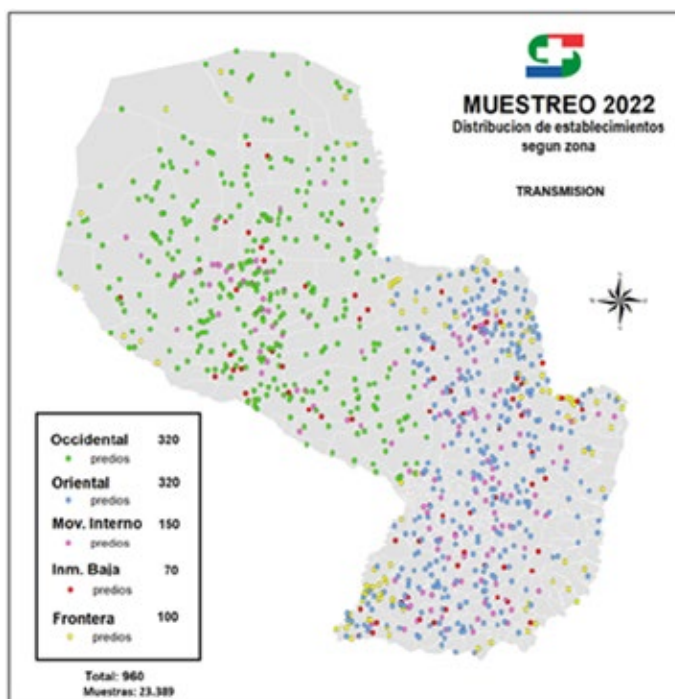 MUESTREO 2022
Distribucion de establecimientos
segun zona
TRANSMISION
Occidental 320
predios
Oriental 320
predios
Mov. Interno 150
predios
Inm. Baja 70
predios
Frontera 100
predios
Total: 960
Muestras: 23.389